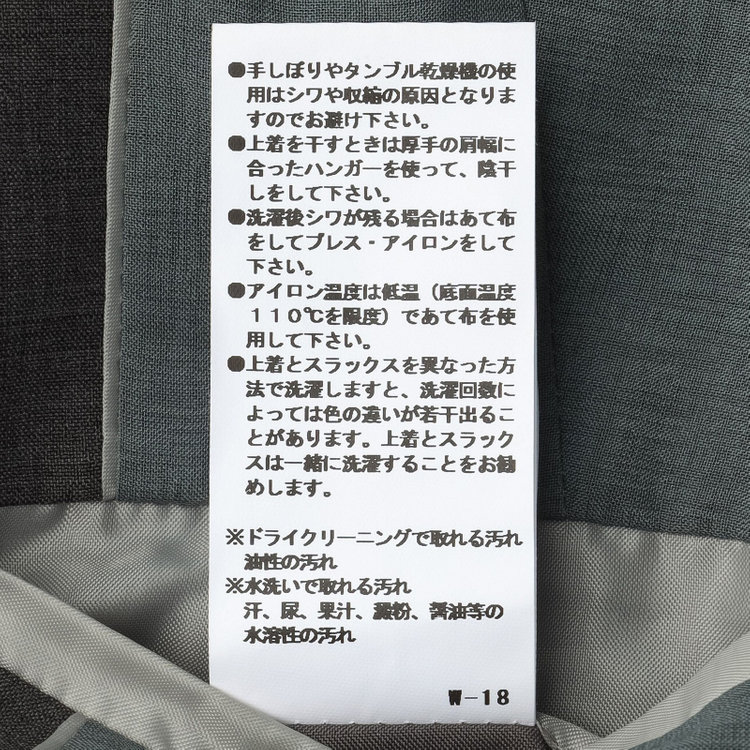 ●手しぼりやタンブル乾燥機の使
用はシワや収縮の原因となりま
すのでお避け下さい。
●上着を干すときは厚手の肩幅に
合ったハンガーを使って、陰干
しをして下さい。
●洗濯後シワが残る場合はあて布
をしてプレス・アイロンをして
下さい。
●アイロン温度は低温（底面温度
１１０℃を限度）であて布を使
用して下さい。
●上着とスラックスを異なった方
法で洗濯しますと、洗濯回数に
よっては色の違いが若干出るこ
とがあります。上着とスラック
スは一緒に洗濯することをお勧
めします。
※ドライクリーニングで取れる汚れ
油性の汚れ
※水洗いで取れる汚れ
汗、尿、果汁、澱粉、醤油等の
水溶性の汚れ
W-18